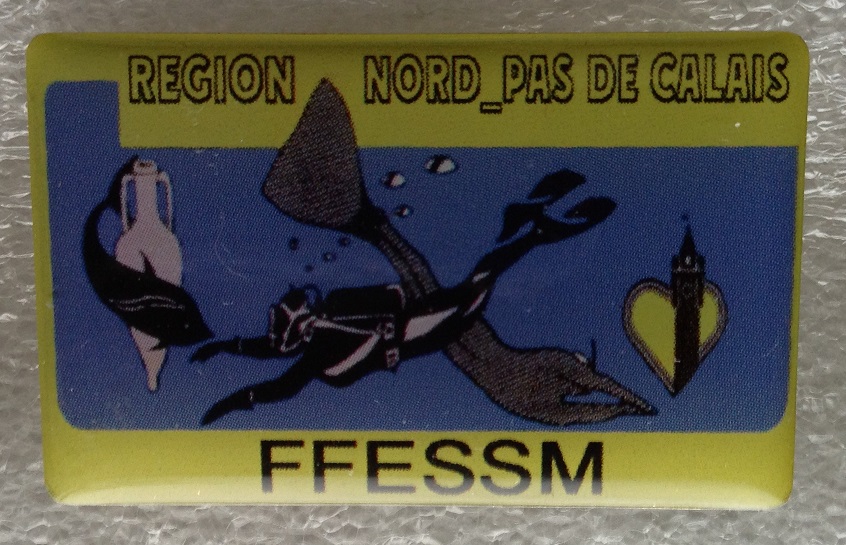 REGION NORD_PAS DE CALAIS
FFESSM